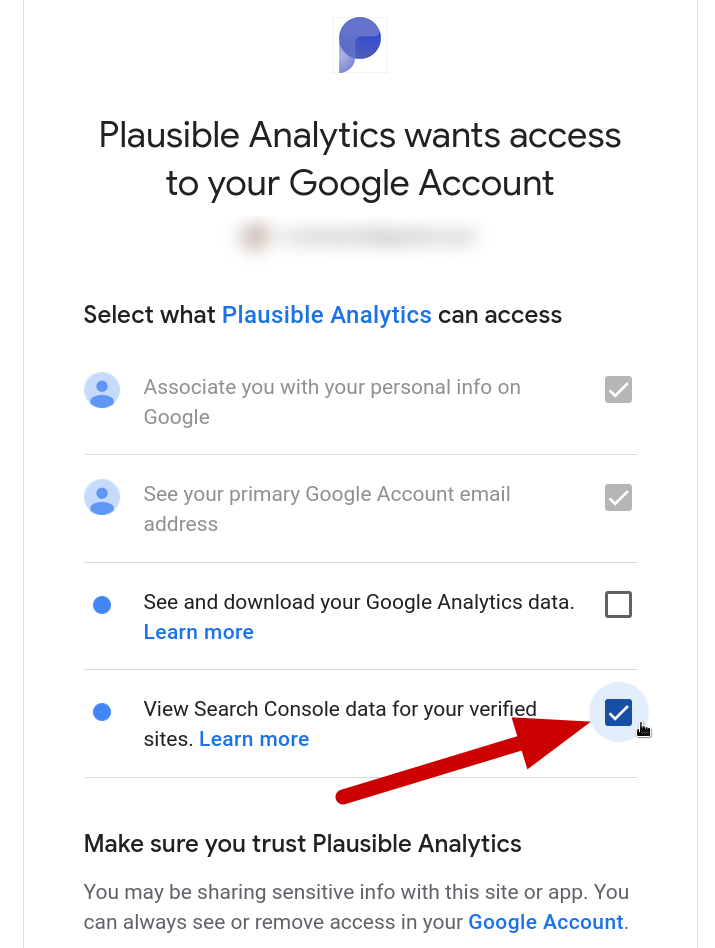 Plausible Analytics wants access
to your Google Account
Select what Plausible Analytics can access
Associate you with your personal info on
Google
See your primary Google Account email
address
See and download your Google Analytics data.
Learn more
View Search Console data for your verified
sites. Learn more
Make sure you trust Plausible Analytics
You may be sharing sensitive info with this site or app. You
can always see or remove access in your Google Account.